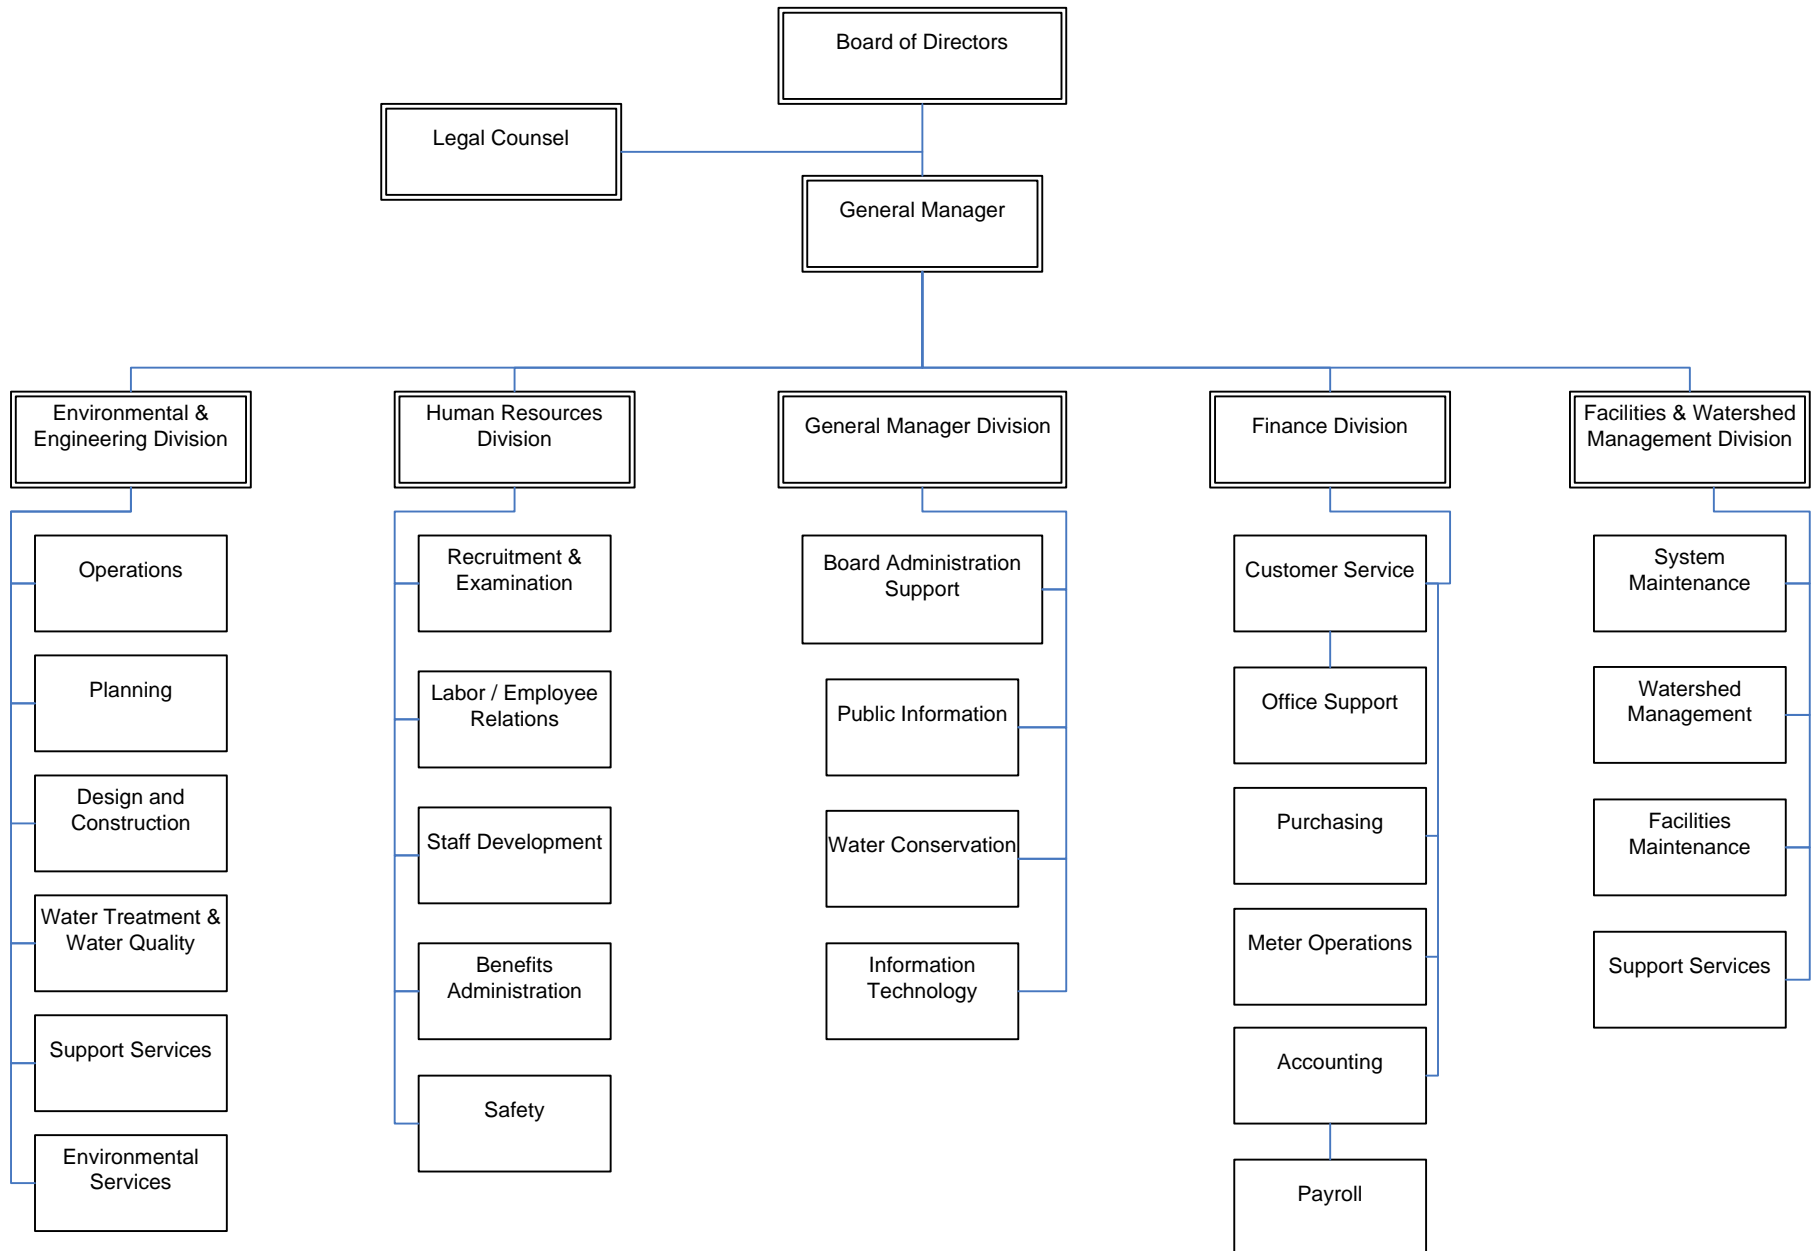 Board of Directors
Legal Counsel
General Manager
Environmental &
Engineering Division
Human Resources
Division
General Manager Division
Finance Division
Facilities & Watershed
Management Division
Operations
Planning
Design and
Construction
Water Treatment &
Water Quality
Support Services
Environmental
Services
Recruitment &
Examination
Labor / Employee
Relations
Staff Development
Benefits
Administration
Safety
Board Administration
Support
Public Information
Water Conservation
Information
Technology
Customer Service
Office Support
Purchasing
Meter Operations
Accounting
Payroll
System
Maintenance
Watershed
Management
Facilities
Maintenance
Support Services